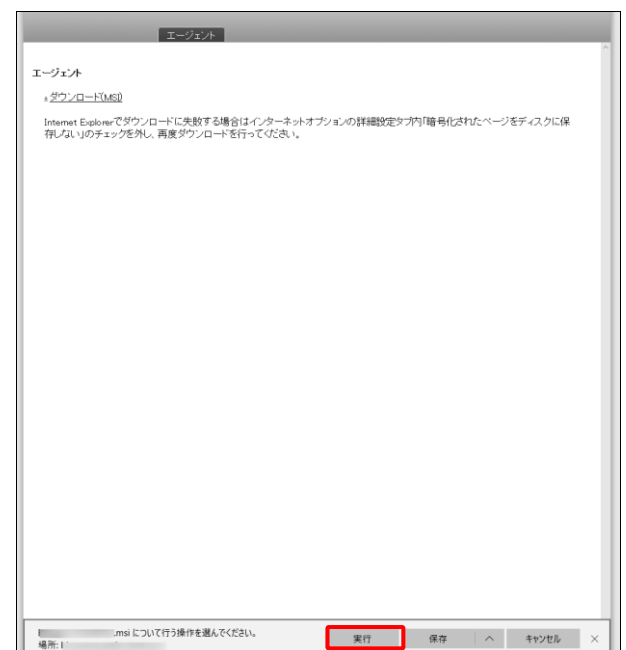 エージェント
エージェント
ダウンロード(MSI)
Internet Explorerでダウンロードに失敗する場合はインターネットオプションの詳細設定タブ内「暗号化されたページをディスクに保
存しない」のチェックを外し、再度ダウンロードを行ってください。
.msi について行う操作を選んでください。
場所:
実行
保存
キャンセル